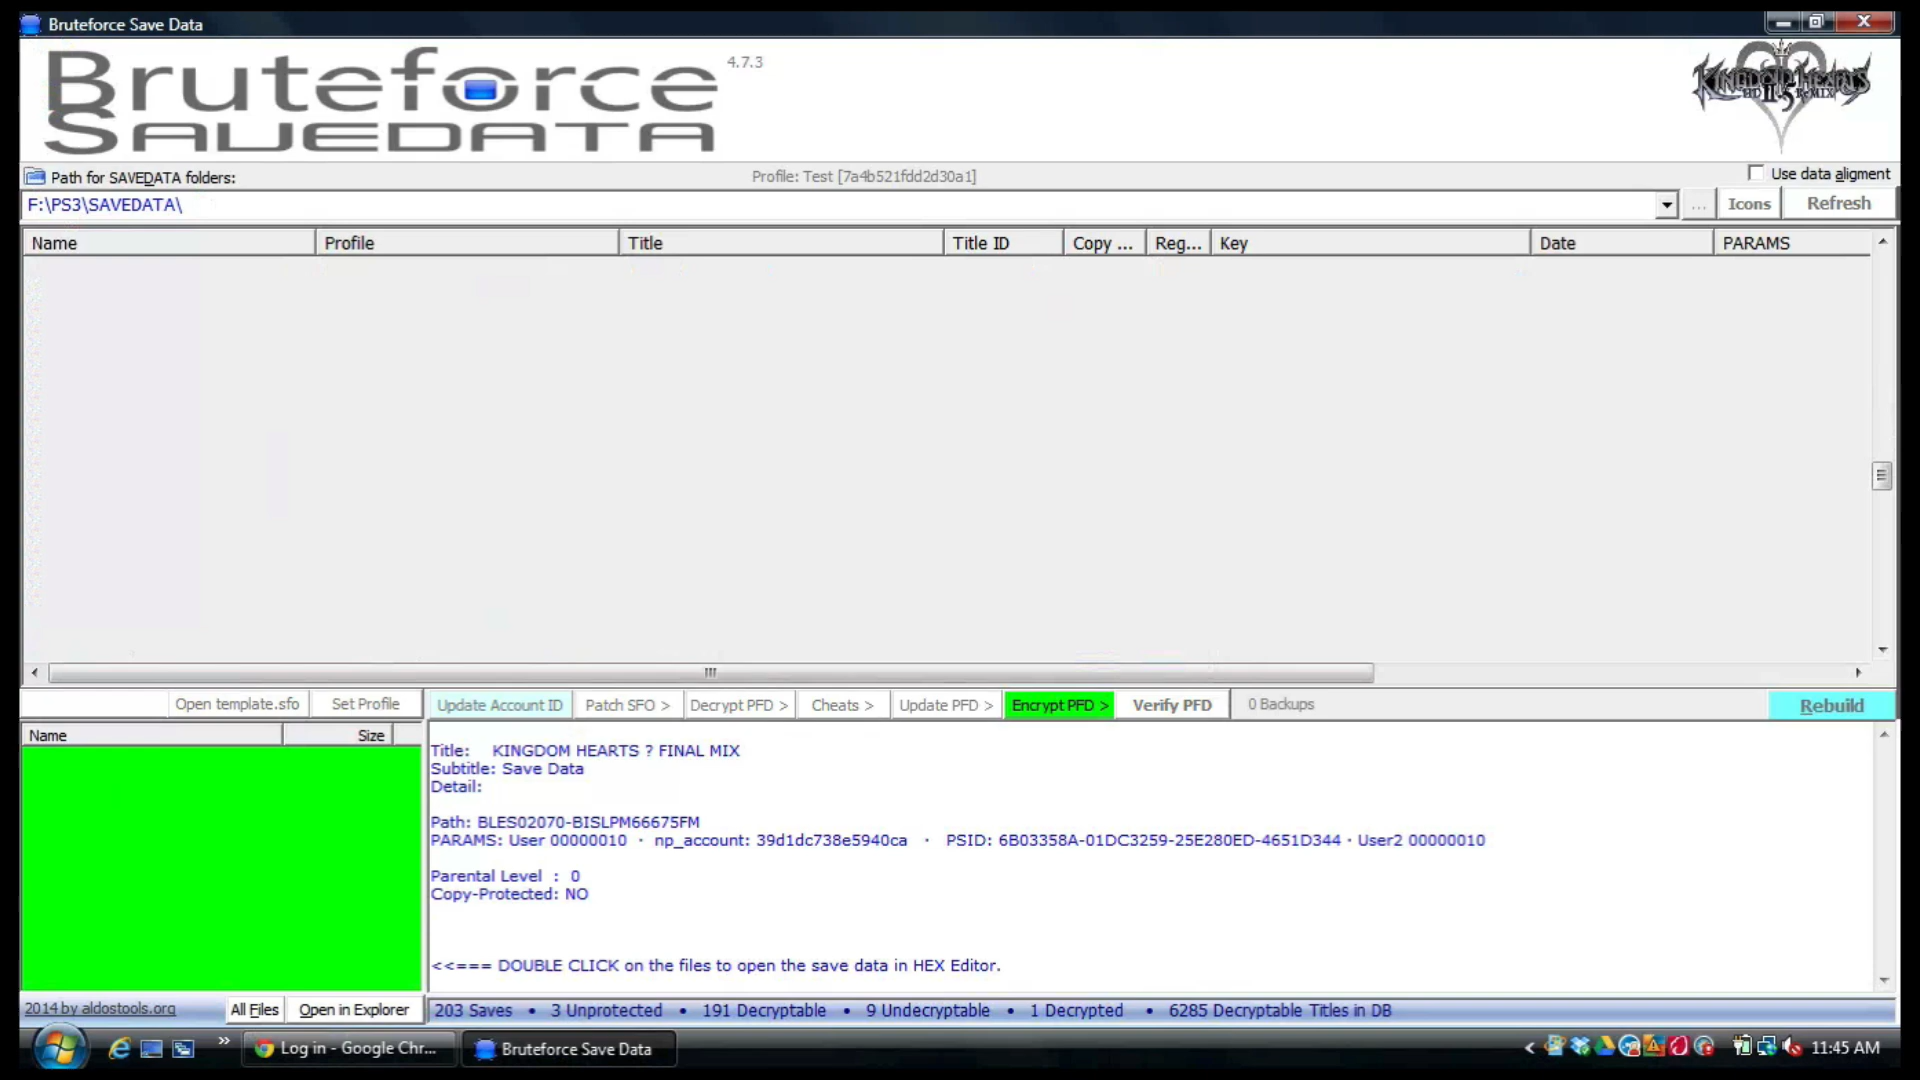 Bruteforce Save Data
Bruteforce
SAVEDATA
4.7.3
KINGDOM HEARTS
HD II.5 ReMIX
Path for SAVEDATA folders:
Profile: Test [7a4b521fdd2d30a1]
Use data aligment
F:\PS3\SAVEDATA\
...
Icons
Refresh
Name Profile Title Title ID Copy ... Reg... Key Date PARAMS
Open template.sfo Set Profile Update Account ID Patch SFO > Decrypt PFD > Cheats > Update PFD > Encrypt PFD > Verify PFD 0 Backups Rebuild
Name Size
Title: KINGDOM HEARTS ? FINAL MIX
Subtitle: Save Data
Detail:
Path: BLES02070-BISLPM66675FM
PARAMS: User 00000010 · np_account: 39d1dc738e5940ca · PSID: 6B03358A-01DC3259-25E280ED-4651D344 · User2 00000010
Parental Level : 0
Copy-Protected: NO
<<=== DOUBLE CLICK on the files to open the save data in HEX Editor.
2014 by aldostools.org All Files Open in Explorer 203 Saves • 3 Unprotected • 191 Decryptable • 9 Undecryptable • 1 Decrypted • 6285 Decryptable Titles in DB
Log in - Google Chr... Bruteforce Save Data 11:45 AM